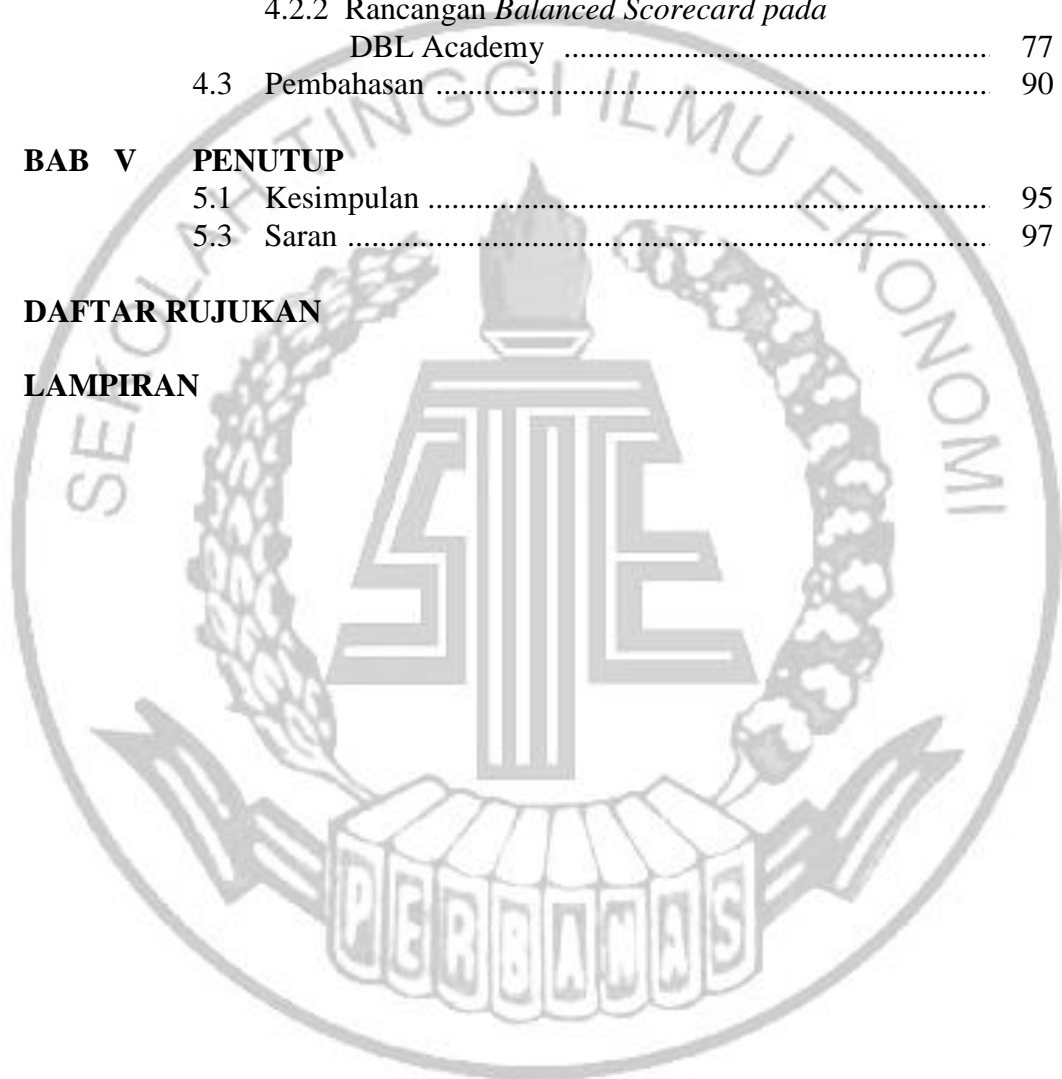 4.2.2 Rancangan Balanced Scorecard pada
DBL Academy ........................................................ 77
4.3 Pembahasan ........................................................................ 90
BAB V PENUTUP
5.1 Kesimpulan ......................................................................... 95
5.3 Saran ................................................................................... 97
DAFTAR RUJUKAN
LAMPIRAN
SEKOLAH TINGGI ILMU EKONOMI
STIE
PERBANAS